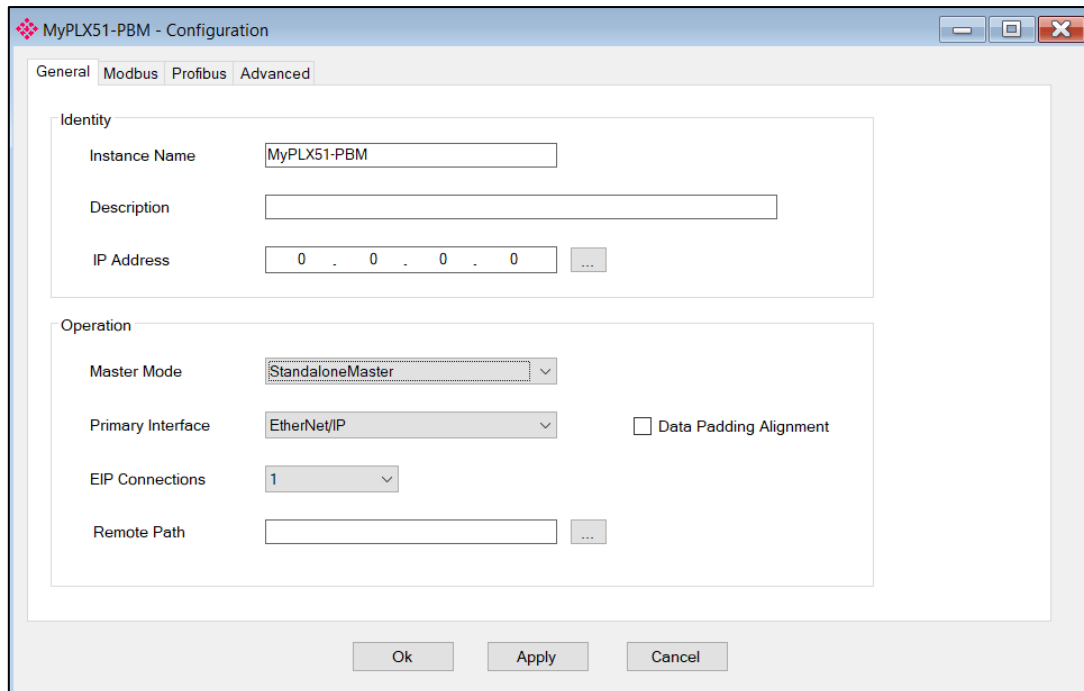 MyPLX51-PBM - Configuration
General Modbus Profibus Advanced
Identity
Instance Name MyPLX51-PBM
Description
IP Address 0 . 0 . 0 . 0 ...
Operation
Master Mode StandaloneMaster
Primary Interface EtherNet/IP Data Padding Alignment
EIP Connections 1
Remote Path ...
Ok Apply Cancel